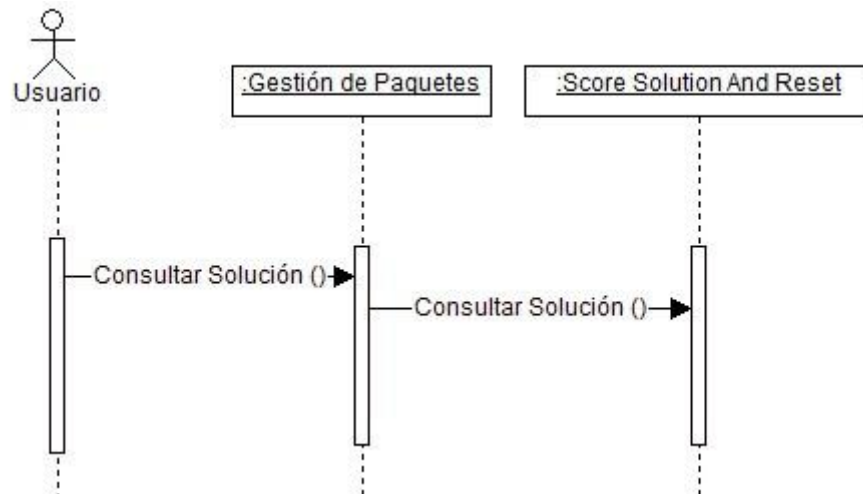 Usuario
:Gestión de Paquetes
:Score Solution And Reset
Consultar Solución ()
Consultar Solución ()